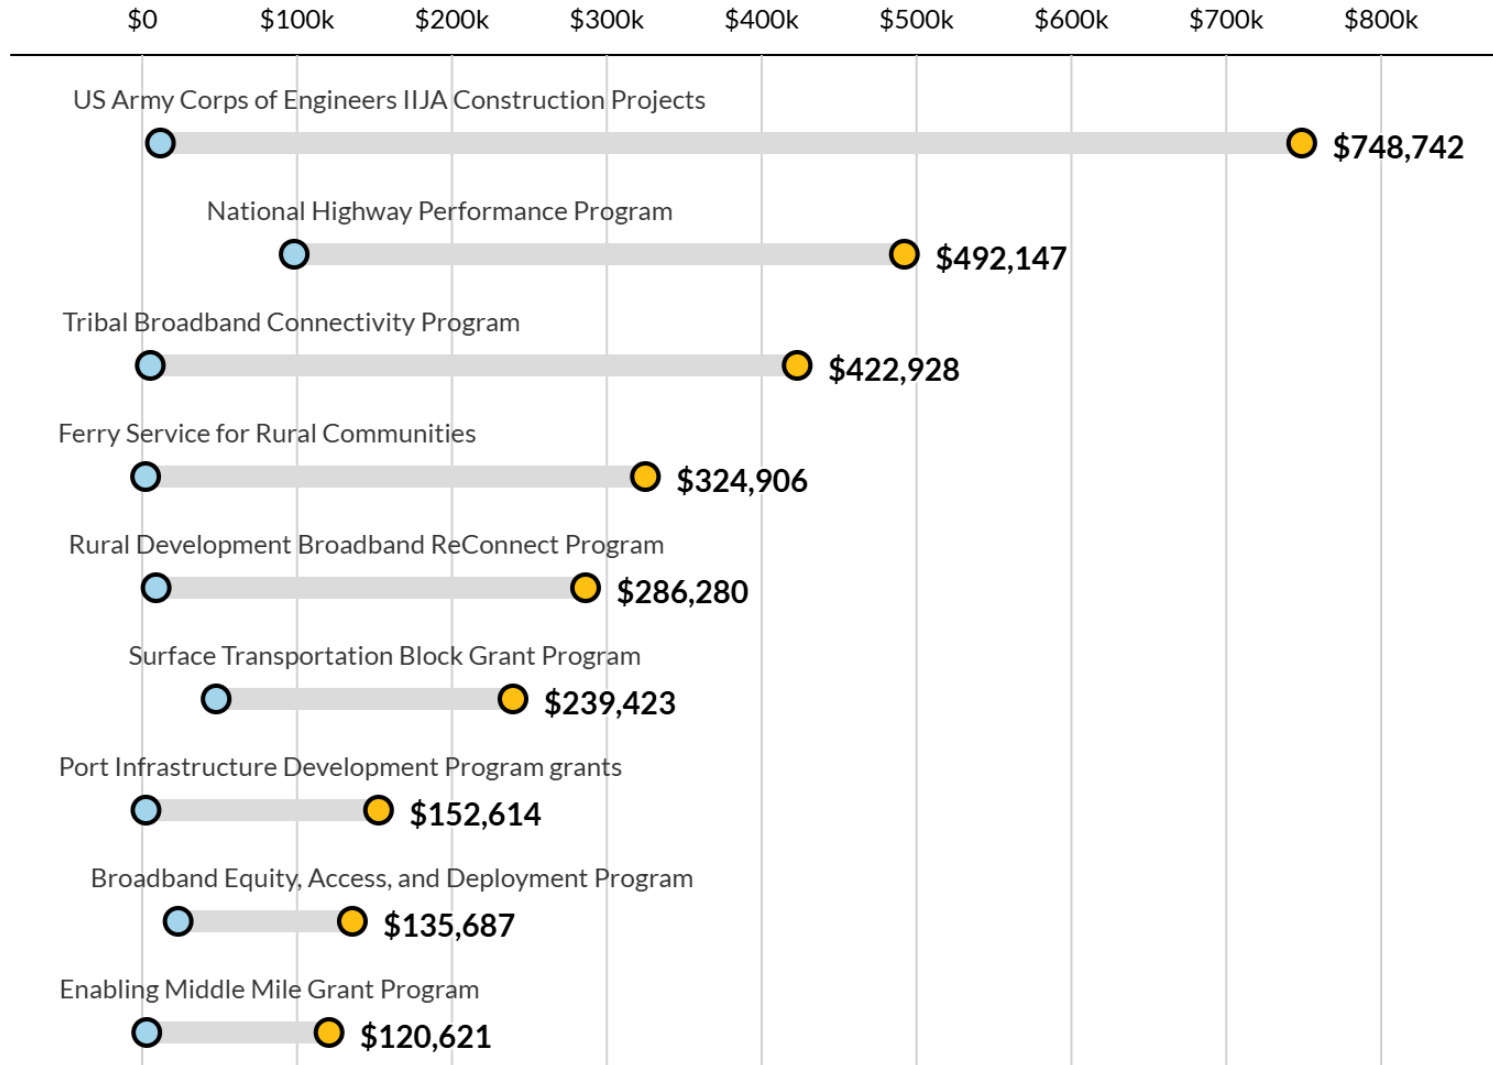 $0 $100k $200k $300k $400k $500k $600k $700k $800k
US Army Corps of Engineers IIJA Construction Projects
$748,742
National Highway Performance Program
$492,147
Tribal Broadband Connectivity Program
$422,928
Ferry Service for Rural Communities
$324,906
Rural Development Broadband ReConnect Program
$286,280
Surface Transportation Block Grant Program
$239,423
Port Infrastructure Development Program grants
$152,614
Broadband Equity, Access, and Deployment Program
$135,687
Enabling Middle Mile Grant Program
$120,621